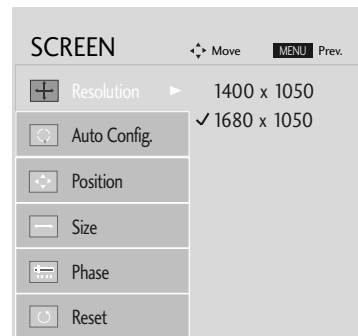 SCREEN
Move MENU Prev.
Resolution
1400 x 1050
1680 x 1050
Auto Config.
Position
Size
Phase
Reset